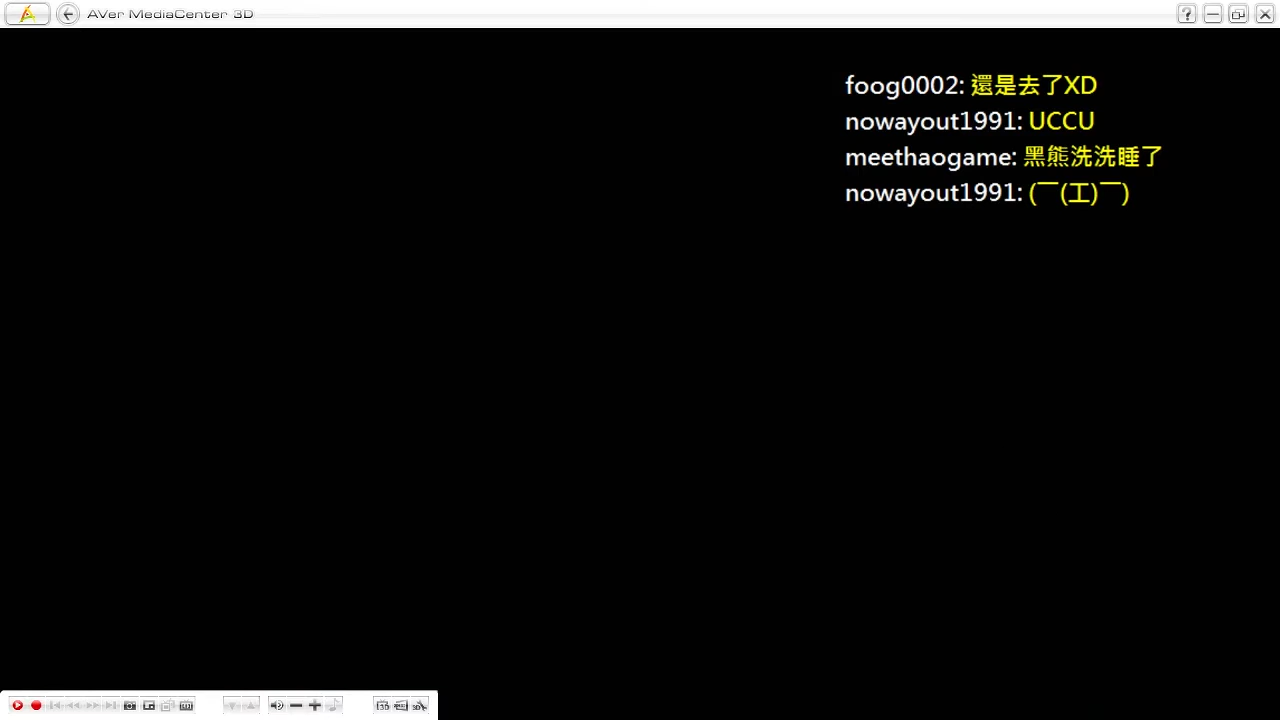 AVer MediaCenter 3D
foog0002: 還是去了XD
nowayout1991: UCCU
meethaogame: 黑熊洗洗睡了
nowayout1991: (￣(工)￣)